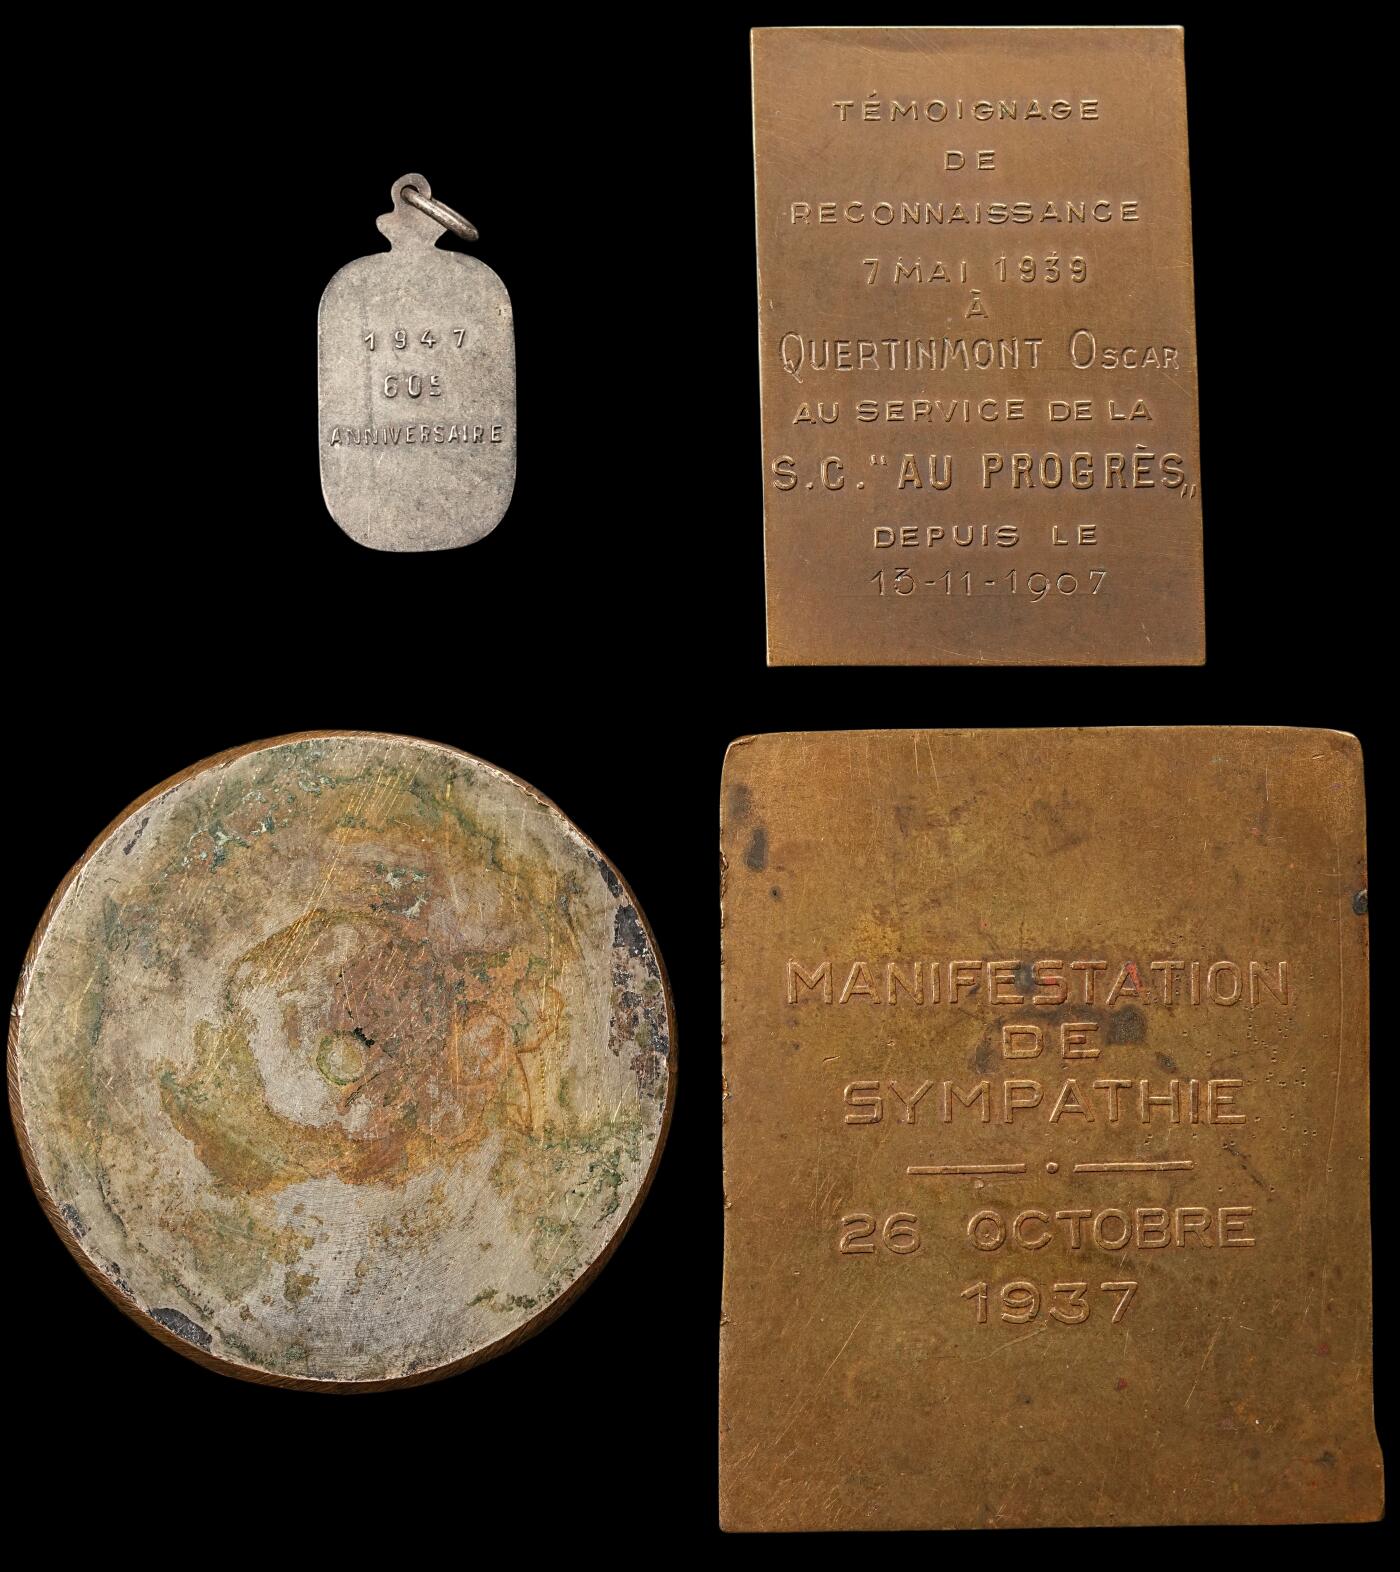 1947
60E
ANNIVERSAIRE
TÉMOIGNAGE
DE
RECONNAISSANCE
7 MAI 1939
À
QUERTINMONT OSCAR
AU SERVICE DE LA
S.C. "AU PROGRÈS„
DEPUIS LE
13-11-1907
MANIFESTATION
DE
SYMPATHIE
26 OCTOBRE
1937